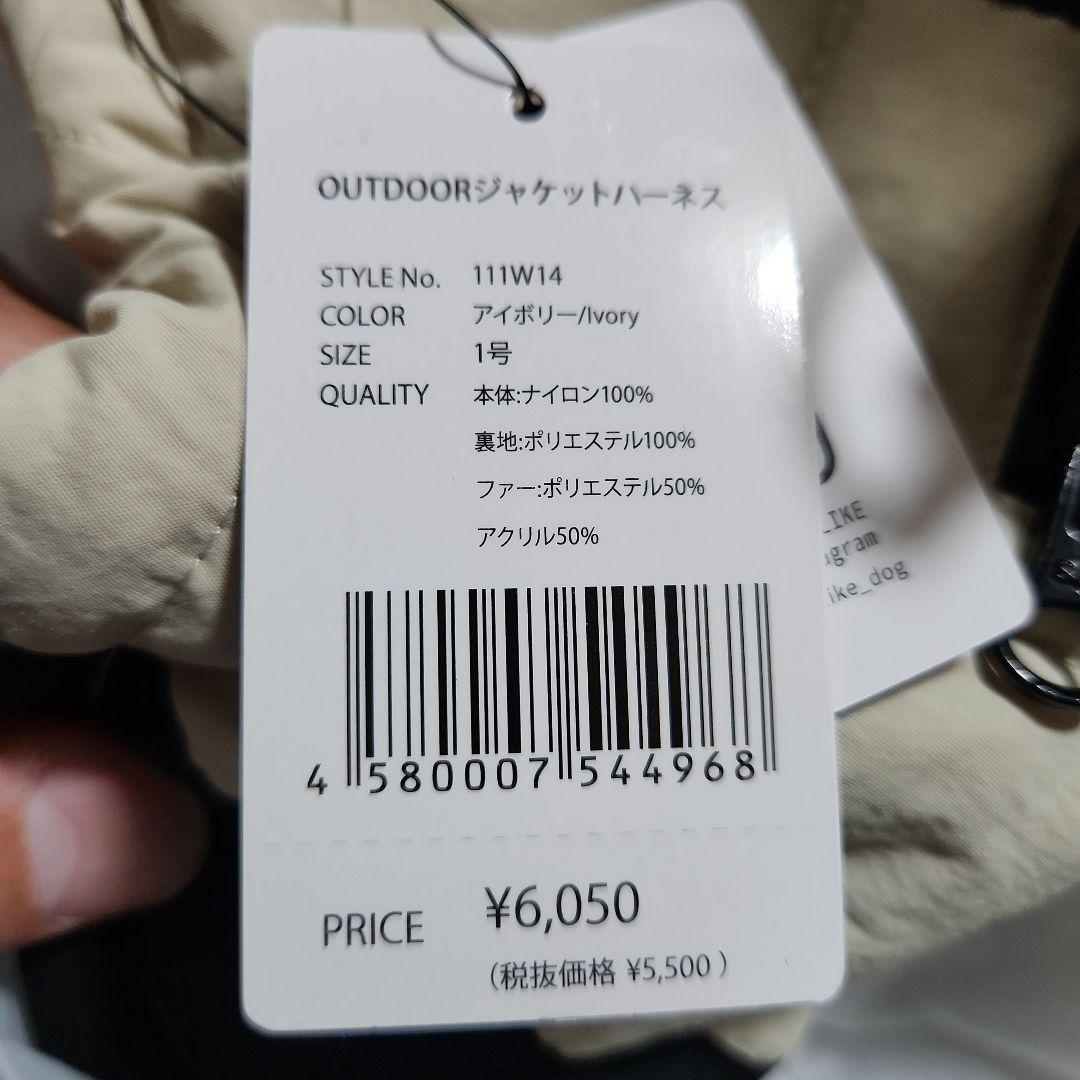 OUTDOORジャケットハーネス
STYLE No. 111W14
COLOR アイボリー/Ivory
SIZE 1号
QUALITY 本体:ナイロン100%
裏地:ポリエステル100%
ファー:ポリエステル50%
アクリル50%
4 580007 544968
PRICE ¥6,050
(税抜価格 ¥5,500)
LIKE
gram
ike_dog